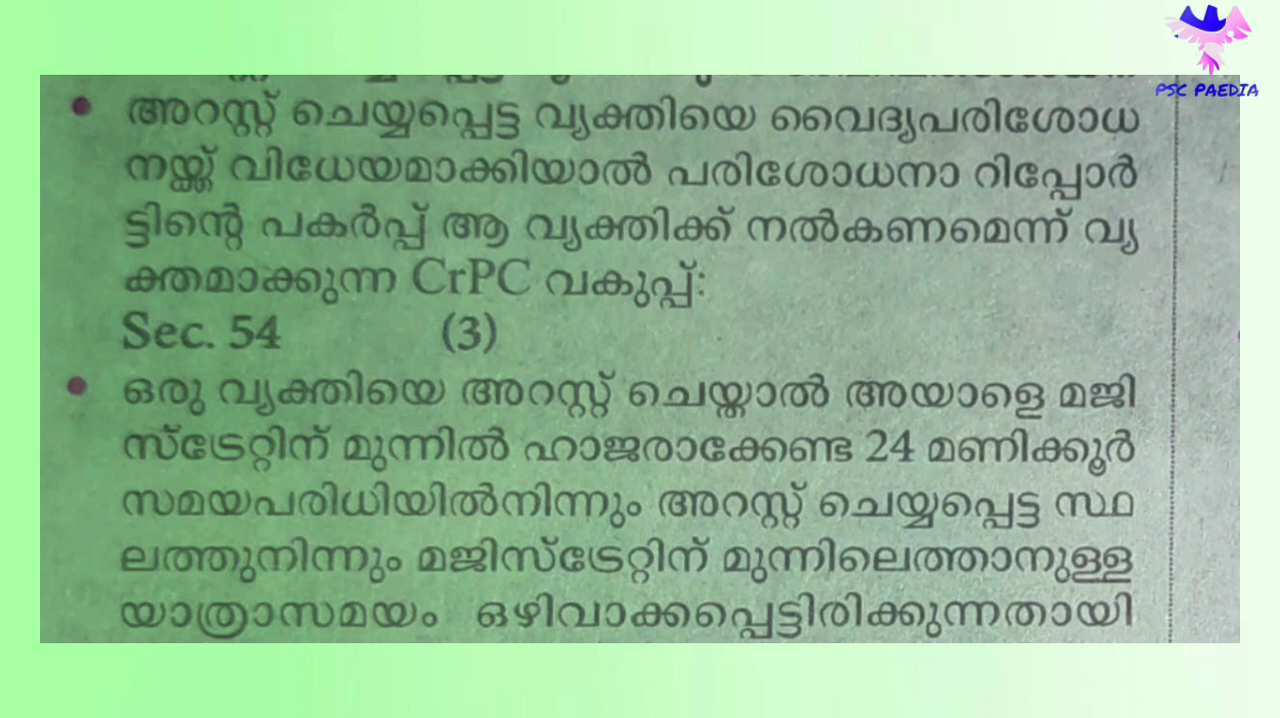 PSC PAEDIA
• അറസ്റ്റ് ചെയ്യപ്പെട്ട വ്യക്തിയെ വൈദ്യപരിശോധ
നയ്ക്ക് വിധേയമാക്കിയാൽ പരിശോധനാ റിപ്പോർ
ട്ടിന്റെ പകർപ്പ് ആ വ്യക്തിക്ക് നൽകണമെന്ന് വ്യ
ക്തമാക്കുന്ന CrPC വകുപ്പ്:
Sec. 54 (3)
• ഒരു വ്യക്തിയെ അറസ്റ്റ് ചെയ്താൽ അയാളെ മജി
സ്ട്രേറ്റിന് മുന്നിൽ ഹാജരാക്കേണ്ട 24 മണിക്കൂർ
സമയപരിധിയിൽനിന്നും അറസ്റ്റ് ചെയ്യപ്പെട്ട സ്ഥ
ലത്തുനിന്നും മജിസ്ട്രേറ്റിന് മുന്നിലെത്താനുള്ള
യാത്രാസമയം ഒഴിവാക്കപ്പെട്ടിരിക്കുന്നതായി